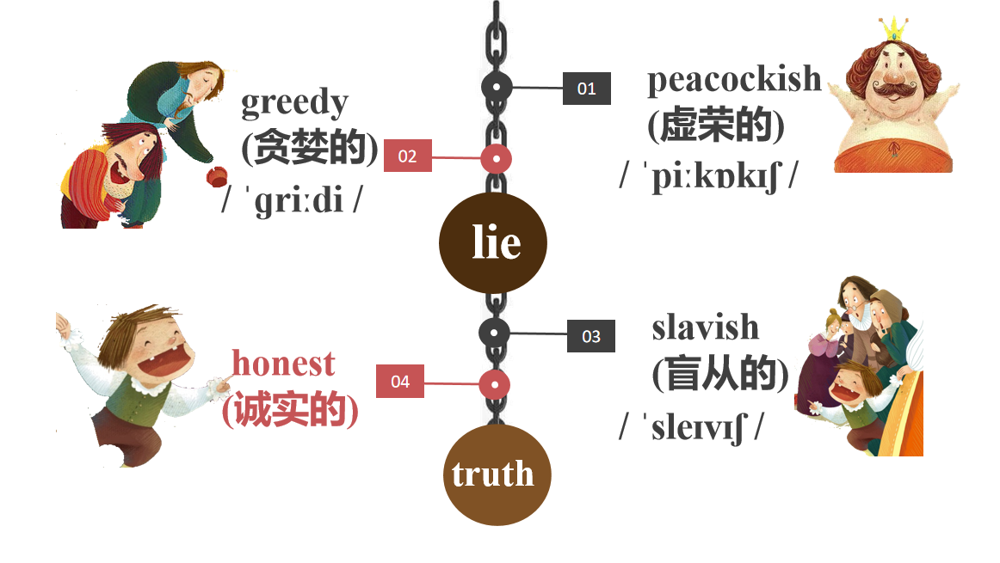 01
peacockish
(虚荣的)
/ ˈpiːkɒkɪʃ /
greedy
(贪婪的)
/ ˈɡriːdi /
02
lie
03
slavish
(盲从的)
/ ˈsleɪvɪʃ /
honest
(诚实的)
04
truth